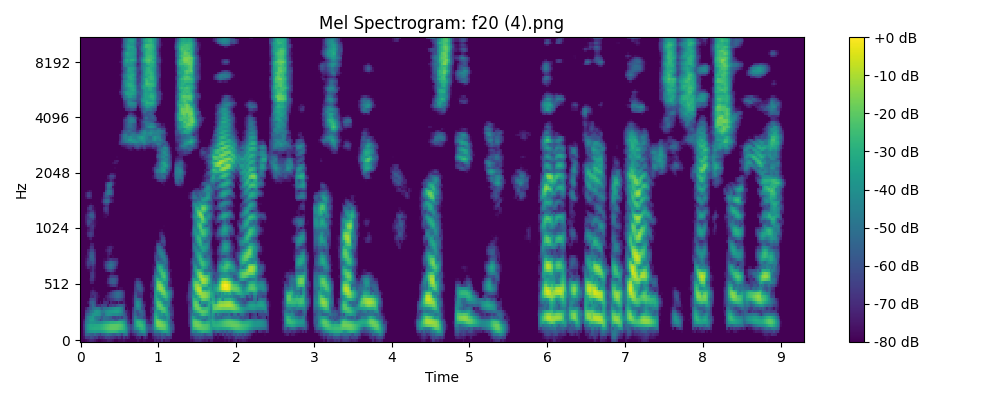 Mel Spectrogram: f20 (4).png
Hz
8192
4096
2048
1024
512
0
0 1 2 3 4 5 6 7 8 9
Time
+0 dB
-10 dB
-20 dB
-30 dB
-40 dB
-50 dB
-60 dB
-70 dB
-80 dB